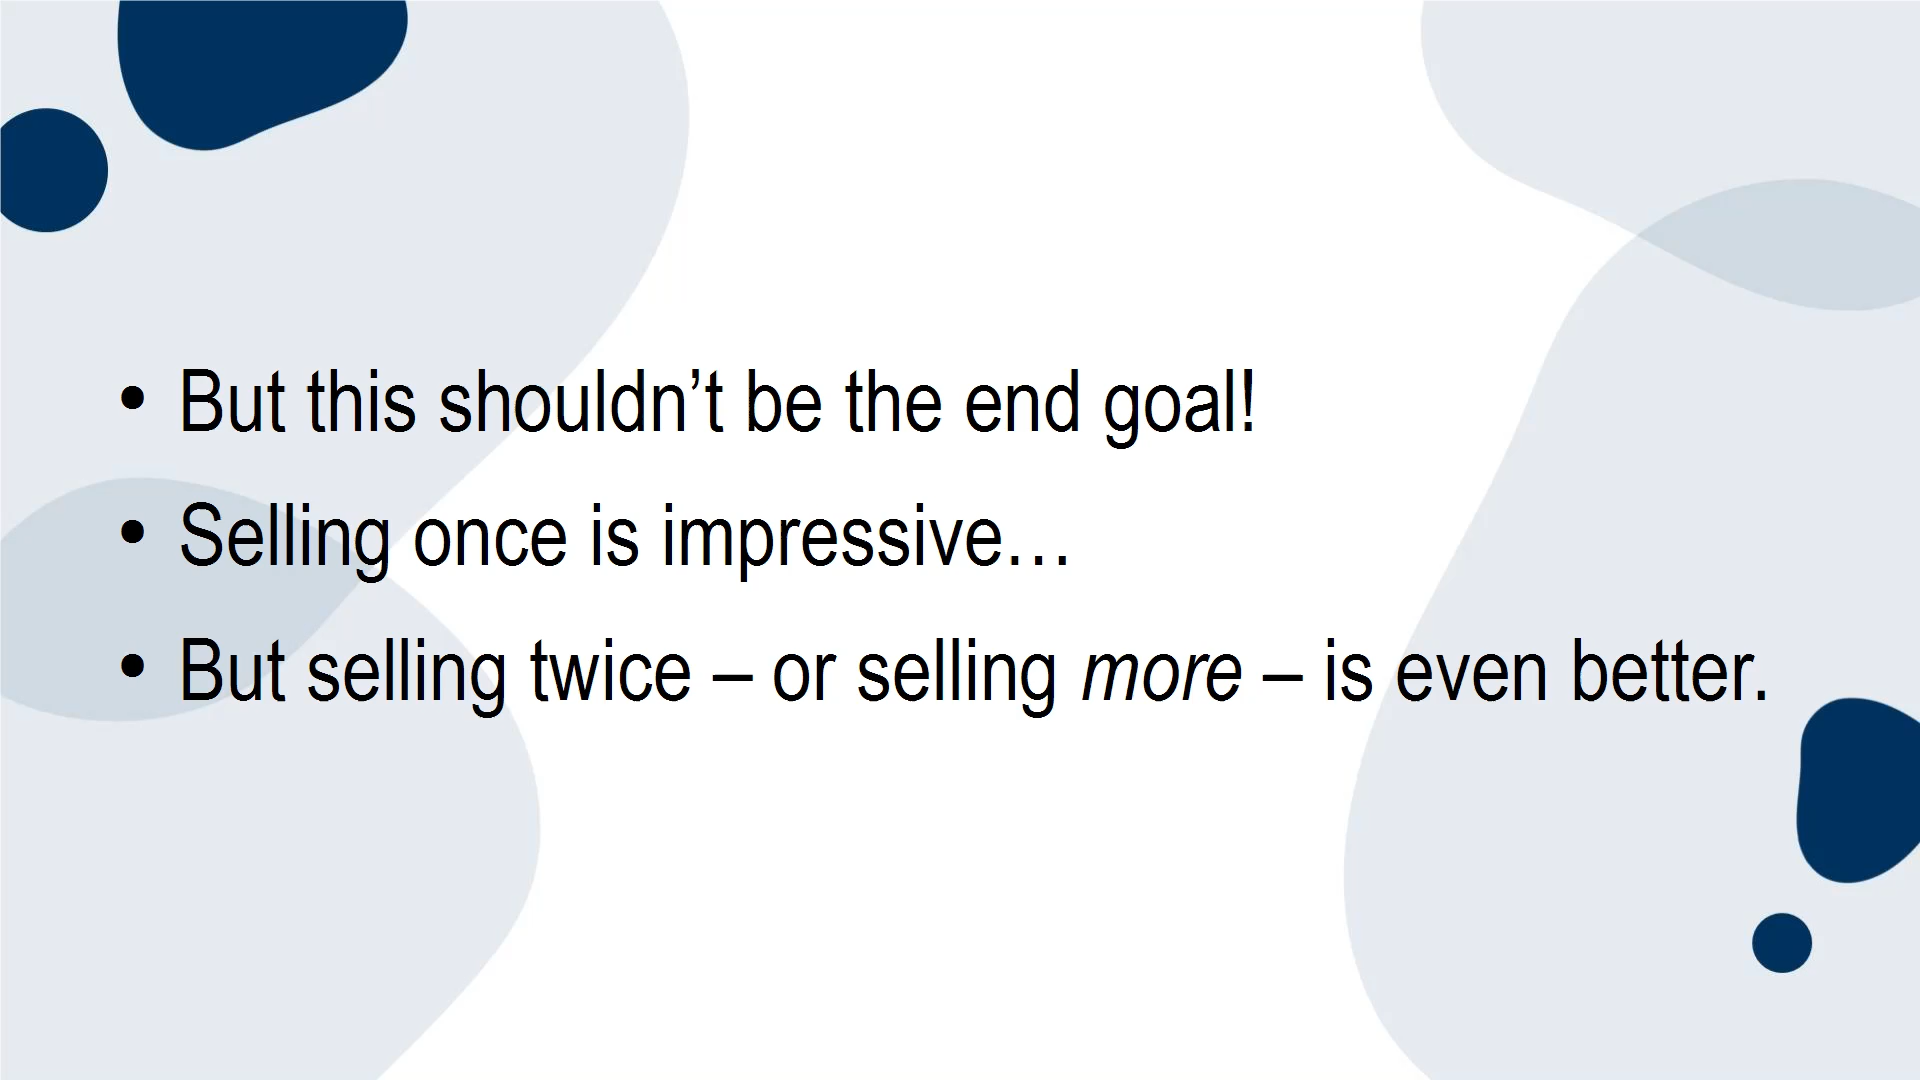 • But this shouldn’t be the end goal!
• Selling once is impressive…
• But selling twice – or selling more – is even better.